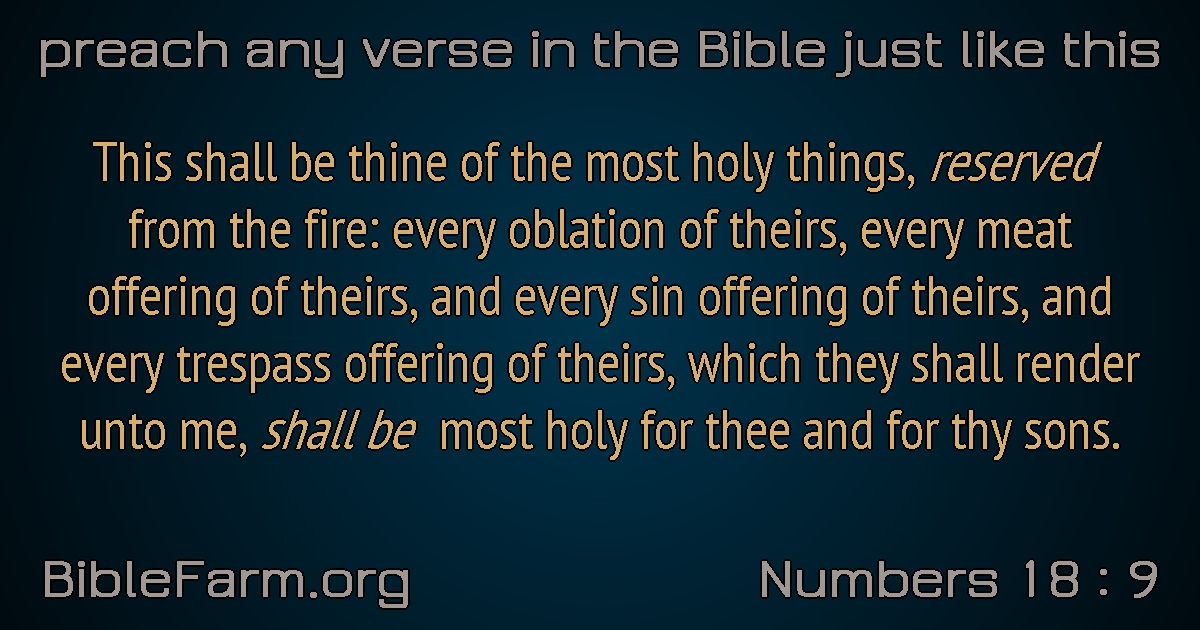 preach any verse in the Bible just like this
This shall be thine of the most holy things, reserved
from the fire: every oblation of theirs, every meat
offering of theirs, and every sin offering of theirs, and
every trespass offering of theirs, which they shall render
unto me, shall be most holy for thee and for thy sons.
BibleFarm.org
Numbers 18 : 9